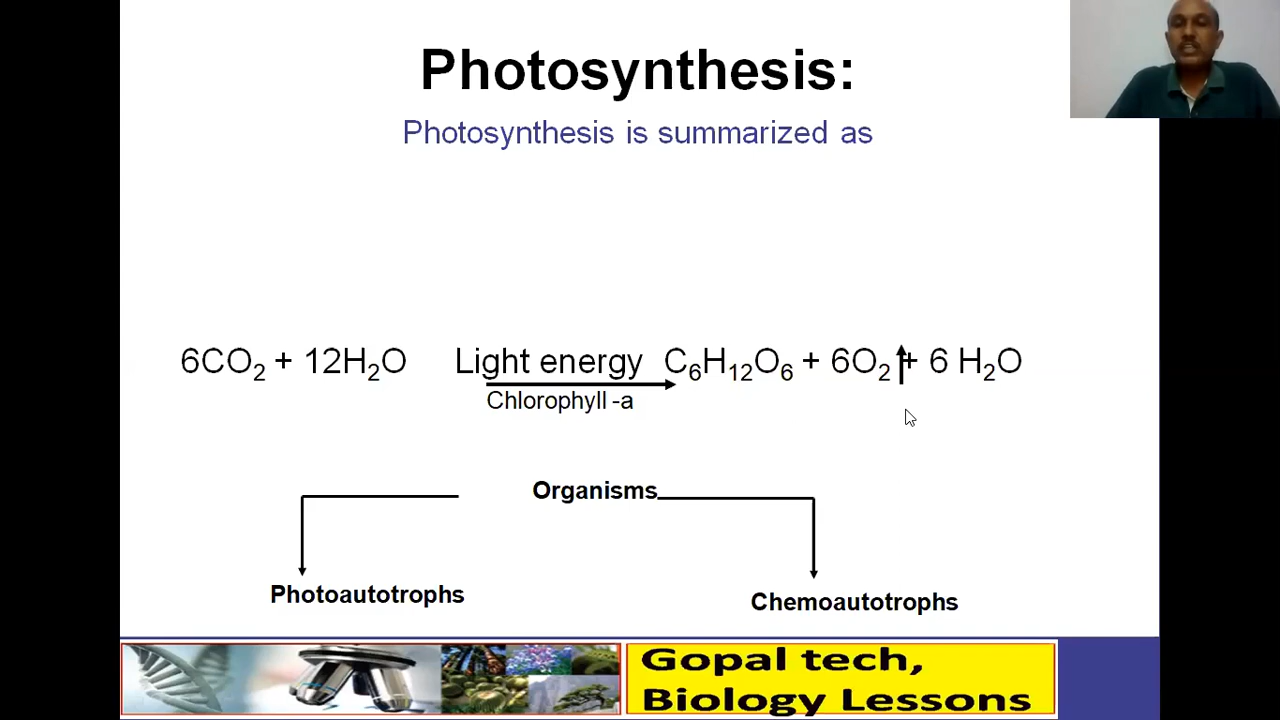 Photosynthesis:
Photosynthesis is summarized as
6CO₂ + 12H₂O Light energy C₆H₁₂O₆ + 6O₂ + 6 H₂O
Chlorophyll -a
Organisms
Photoautotrophs
Chemoautotrophs
Gopal tech,
Biology Lessons